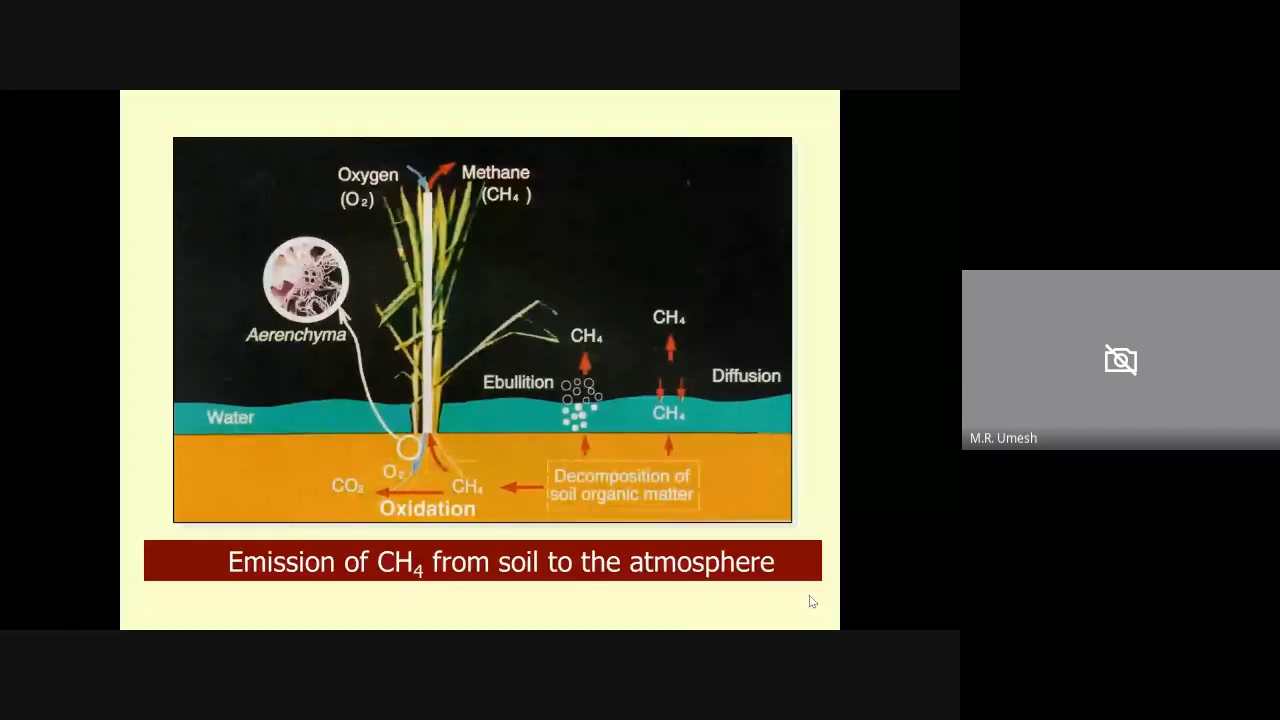 Oxygen
(O₂)
Methane
(CH₄ )
Aerenchyma
CH₄
CH₄
Ebullition
Diffusion
Water
CH₄
O₂
CO₂
CH₄
Oxidation
Decomposition of
soil organic matter
Emission of CH₄ from soil to the atmosphere
M.R. Umesh